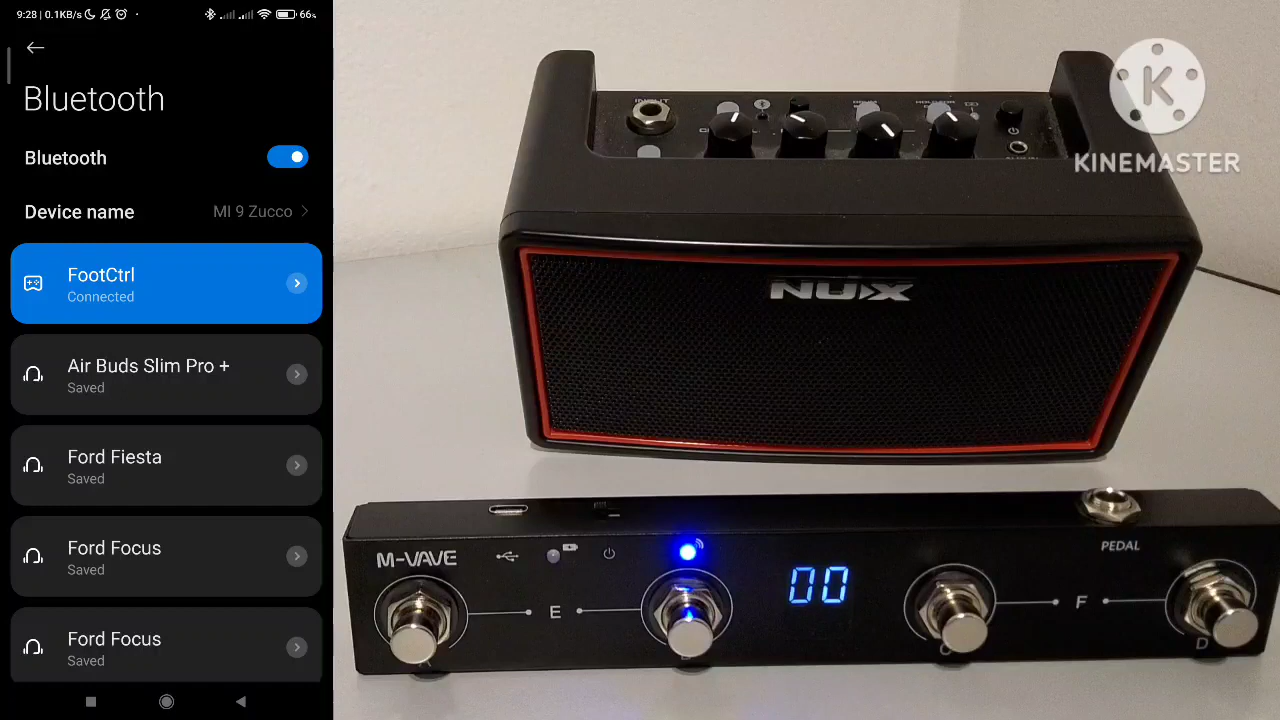 9:28 | 0.1KB/s
66%
Bluetooth
Bluetooth
Device name
MI 9 Zucco
FootCtrl
Connected
Air Buds Slim Pro +
Saved
Ford Fiesta
Saved
Ford Focus
Saved
Ford Focus
Saved
INPUT
K
KINEMASTER
NUX
M-VAVE
PEDAL
00
E
F
A
C
D